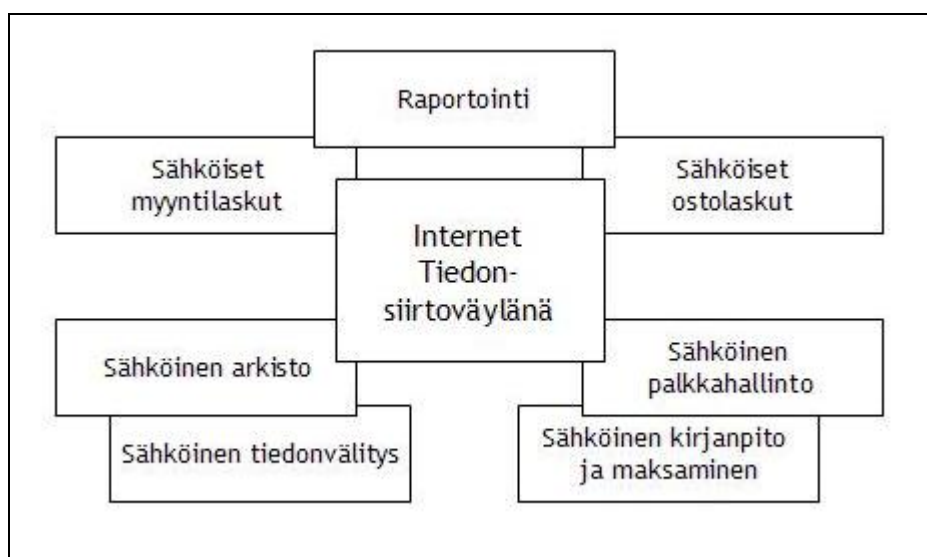 Raportointi
Sähköiset
myyntilaskut
Sähköiset
ostolaskut
Internet
Tiedon-
siirtoväylänä
Sähköinen arkisto
Sähköinen
palkkahallinto
Sähköinen tiedonvälitys
Sähköinen kirjanpito
ja maksaminen